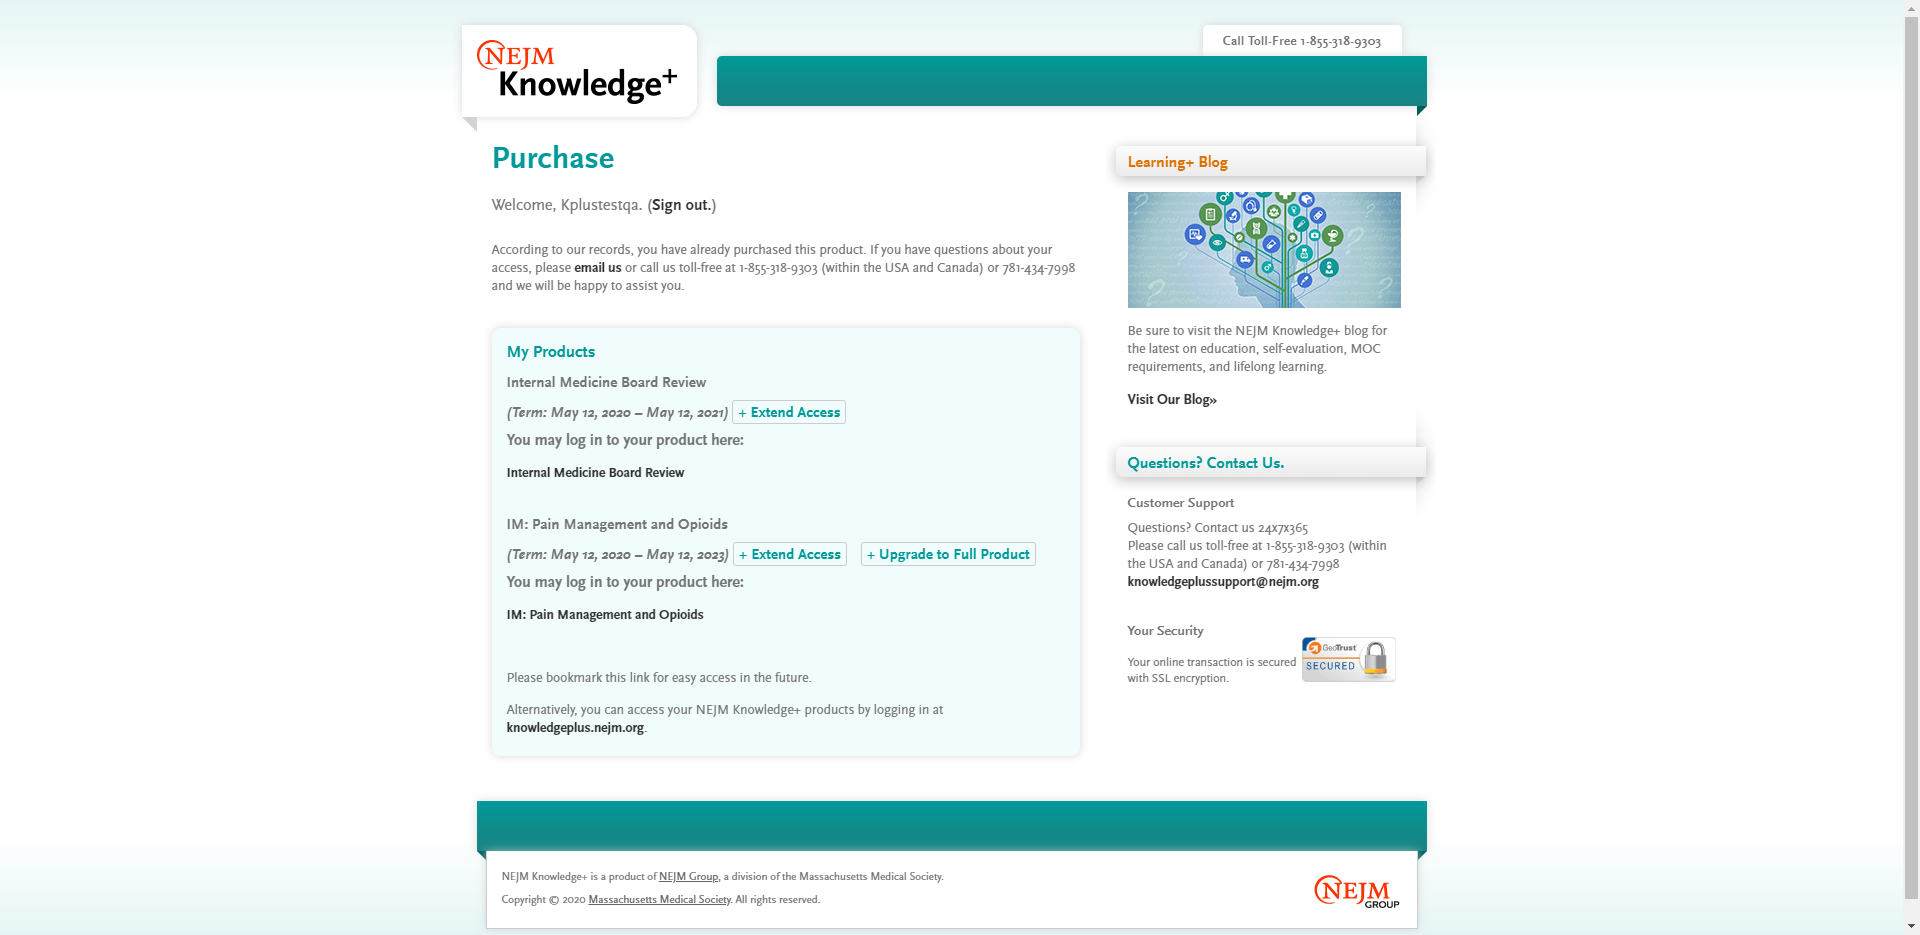 NEJM
Knowledge+
Call Toll-Free 1-855-318-9303
Purchase
Welcome, Kplustestqa. (Sign out.)
According to our records, you have already purchased this product. If you have questions about your
access, please email us or call us toll-free at 1-855-318-9303 (within the USA and Canada) or 781-434-7998
and we will be happy to assist you.
My Products
Internal Medicine Board Review
(Term: May 12, 2020 – May 12, 2021) + Extend Access
You may log in to your product here:
Internal Medicine Board Review
IM: Pain Management and Opioids
(Term: May 12, 2020 – May 12, 2023) + Extend Access + Upgrade to Full Product
You may log in to your product here:
IM: Pain Management and Opioids
Please bookmark this link for easy access in the future.
Alternatively, you can access your NEJM Knowledge+ products by logging in at
knowledgeplus.nejm.org.
Learning+ Blog
Be sure to visit the NEJM Knowledge+ blog for
the latest on education, self-evaluation, MOC
requirements, and lifelong learning.
Visit Our Blog»
Questions? Contact Us.
Customer Support
Questions? Contact us 24x7x365
Please call us toll-free at 1-855-318-9303 (within
the USA and Canada) or 781-434-7998
knowledgeplussupport@nejm.org
Your Security
Your online transaction is secured
with SSL encryption.
GeoTrust
SECURED
NEJM Knowledge+ is a product of NEJM Group, a division of the Massachusetts Medical Society.
Copyright © 2020 Massachusetts Medical Society. All rights reserved.
NEJM
GROUP